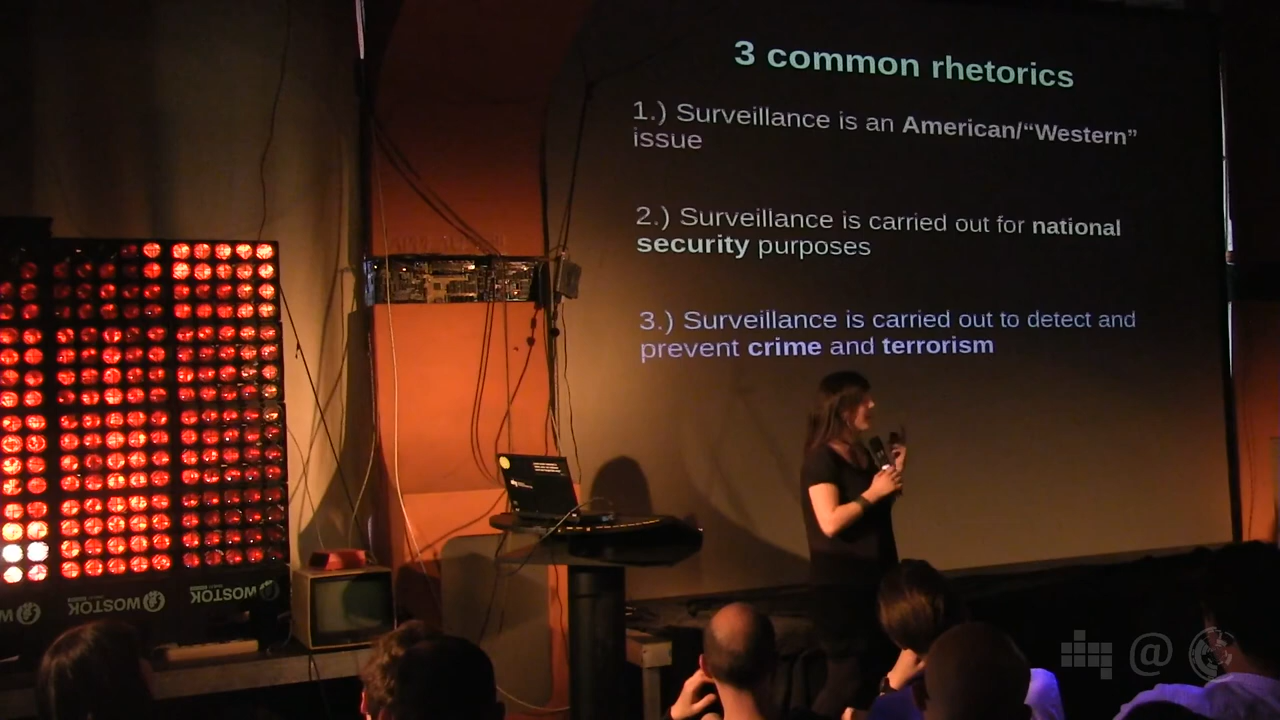 3 common rhetorics
1.) Surveillance is an American/“Western”
issue
2.) Surveillance is carried out for national
security purposes
3.) Surveillance is carried out to detect and
prevent crime and terrorism
WOSTOK
WOSTOK
@